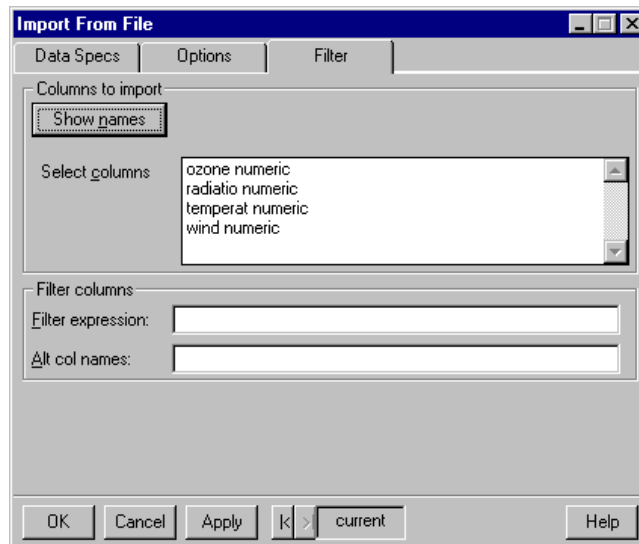 Import From File
Data Specs Options Filter
Columns to import
Show names
Select columns
ozone numeric
radiatio numeric
temperat numeric
wind numeric
Filter columns
Filter expression:
Alt col names:
OK Cancel Apply current Help